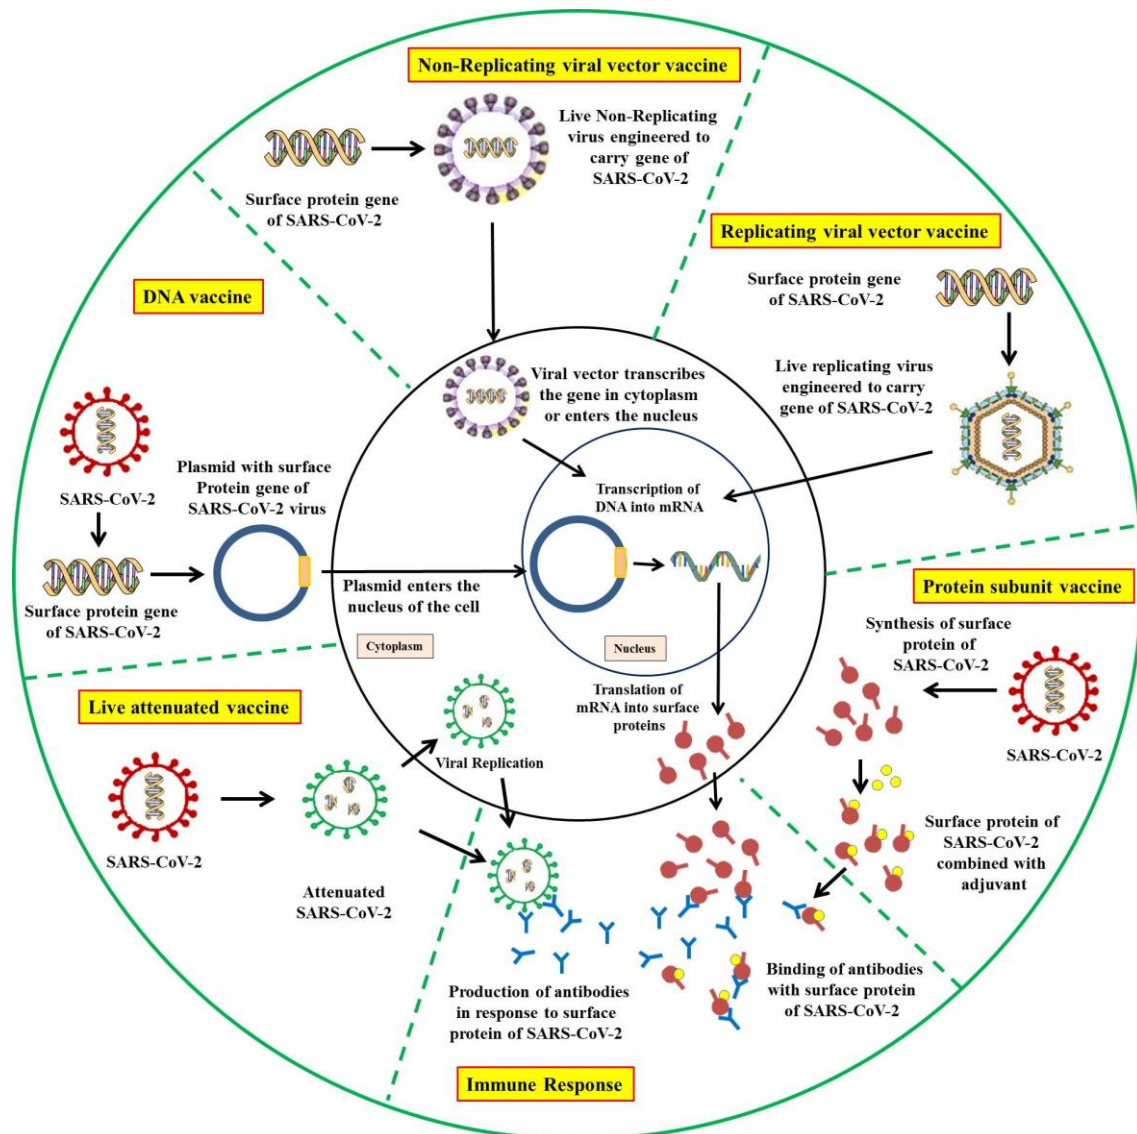 Non-Replicating viral vector vaccine
Surface protein gene
of SARS-CoV-2
Live Non-Replicating
virus engineered to
carry gene of
SARS-CoV-2
Replicating viral vector vaccine
Surface protein gene
of SARS-CoV-2
Live replicating virus
engineered to carry
gene of SARS-CoV-2
DNA vaccine
SARS-CoV-2
Surface protein gene
of SARS-CoV-2
Plasmid with surface
Protein gene of
SARS-CoV-2 virus
Viral vector transcribes
the gene in cytoplasm
or enters the nucleus
Transcription of
DNA into mRNA
Plasmid enters the
nucleus of the cell
Cytoplasm
Nucleus
Translation of
mRNA into surface
proteins
Protein subunit vaccine
Synthesis of surface
protein of
SARS-CoV-2
SARS-CoV-2
Surface protein of
SARS-CoV-2
combined with
adjuvant
Live attenuated vaccine
SARS-CoV-2
Attenuated
SARS-CoV-2
Viral Replication
Production of antibodies
in response to surface
protein of SARS-CoV-2
Binding of antibodies
with surface protein
of SARS-CoV-2
Immune Response